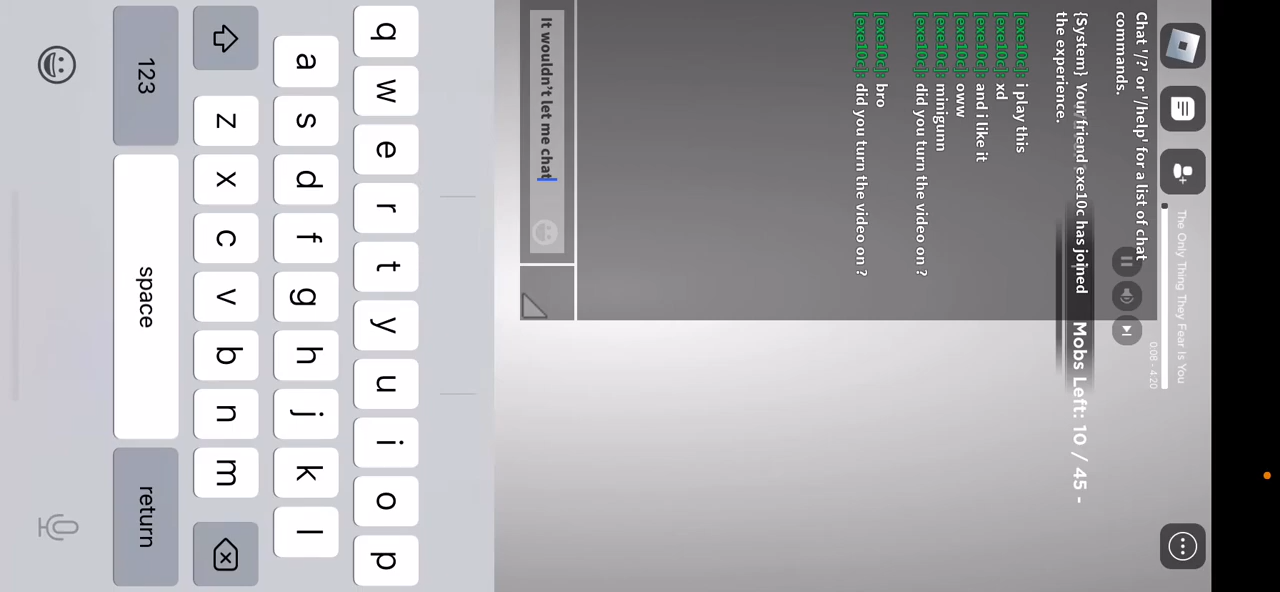 The Only Thing They Fear Is You
0:08 - 4:20
Chat '/?' or '/help' for a list of chat
commands.
{System} Your friend exe10c has joined
the experience.
Mobs Left: 10 / 45 -
[exe10c]: i play this
[exe10c]: xd
[exe10c]: and i like it
[exe10c]: oww
[exe10c]: minigunn
[exe10c]: did you turn the video on ?
[exe10c]: bro
[exe10c]: did you turn the video on ?
It wouldn't let me chat
q w e r t y u i o p
a s d f g h j k l
z x c v b n m
123 space return